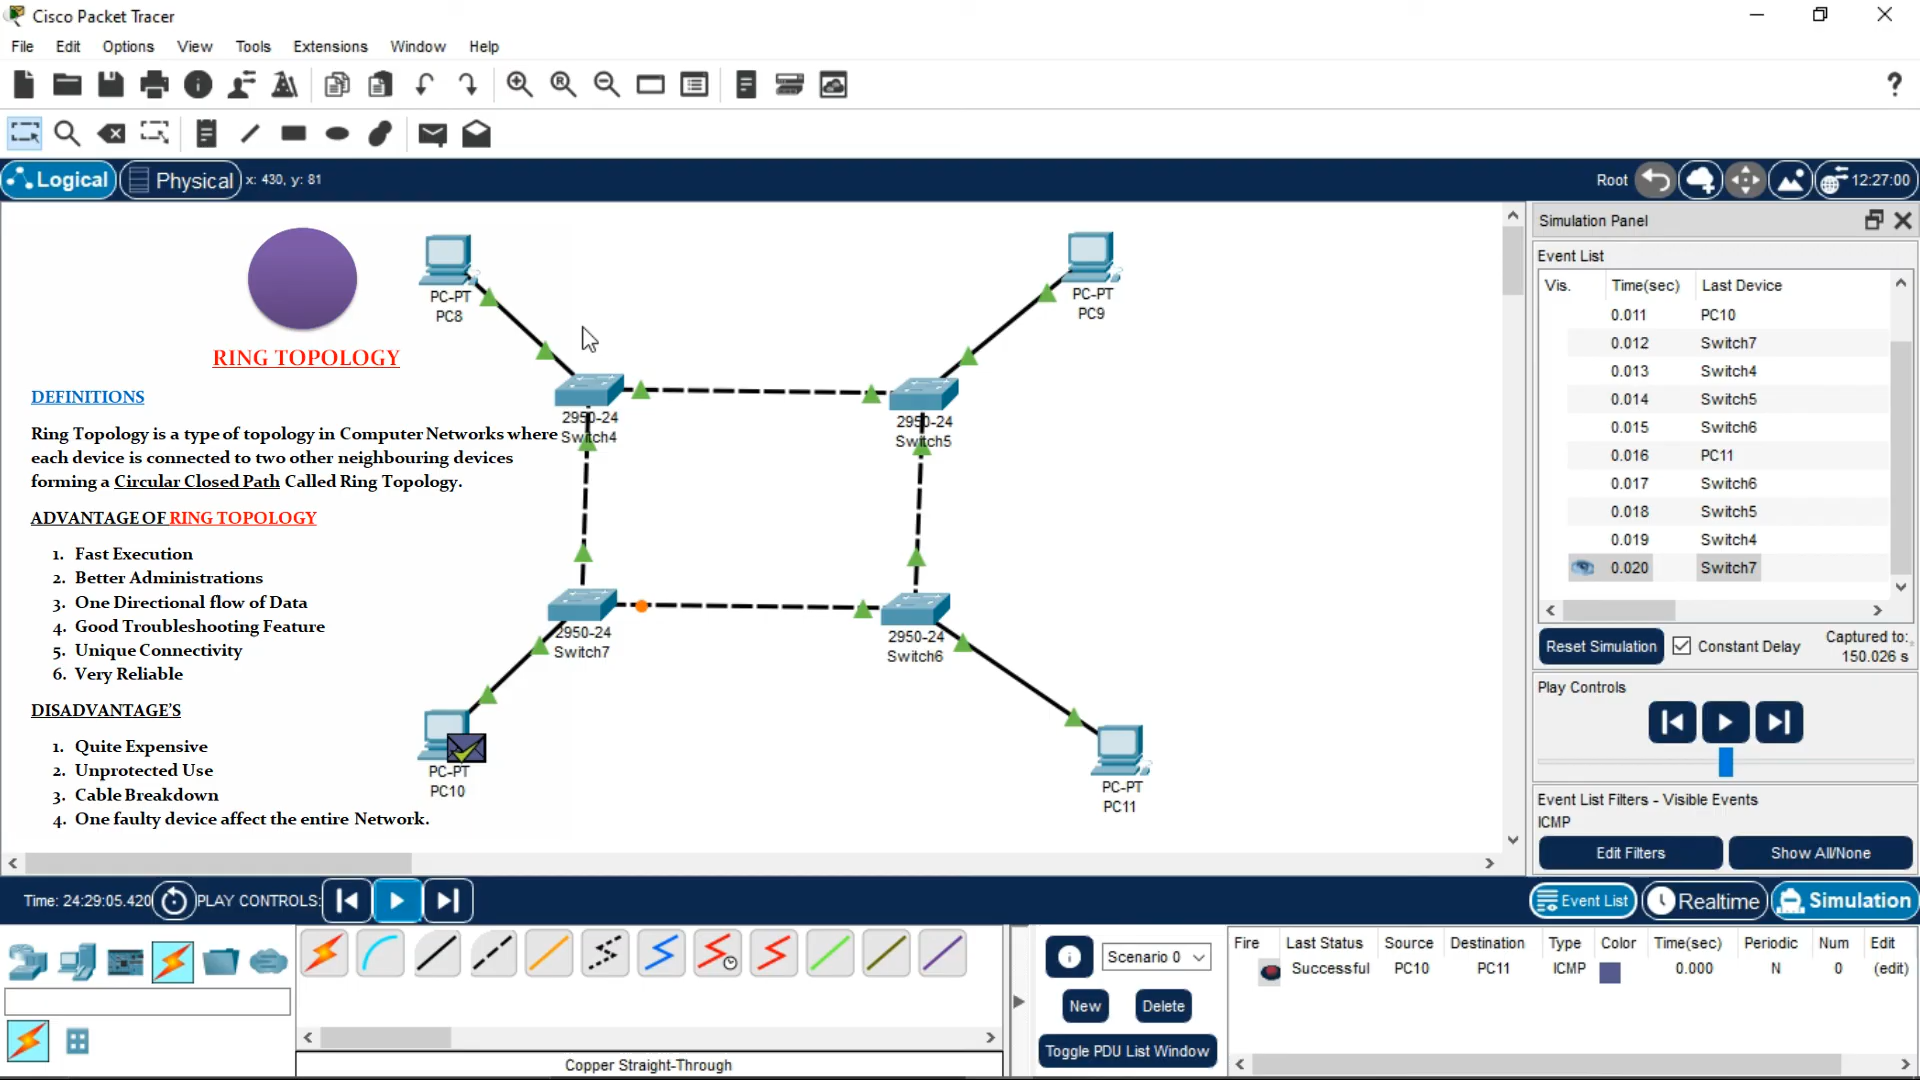 Cisco Packet Tracer
File Edit Options View Tools Extensions Window Help
Logical Physical x: 430, y: 81 Root 12:27:00
PC-PT
PC8
PC-PT
PC9
RING TOPOLOGY
DEFINITIONS
Ring Topology is a type of topology in Computer Networks where
each device is connected to two other neighbouring devices
forming a Circular Closed Path Called Ring Topology.
ADVANTAGE OF RING TOPOLOGY
1. Fast Execution
2. Better Administrations
3. One Directional flow of Data
4. Good Troubleshooting Feature
5. Unique Connectivity
6. Very Reliable
DISADVANTAGE'S
1. Quite Expensive
2. Unprotected Use
3. Cable Breakdown
4. One faulty device affect the entire Network.
2950-24
Switch4
2950-24
Switch5
2950-24
Switch7
2950-24
Switch6
PC-PT
PC10
PC-PT
PC11
Simulation Panel
Event List
Vis. Time(sec) Last Device
0.011 PC10
0.012 Switch7
0.013 Switch4
0.014 Switch5
0.015 Switch6
0.016 PC11
0.017 Switch6
0.018 Switch5
0.019 Switch4
0.020 Switch7
Reset Simulation Constant Delay Captured to:
150.026 s
Play Controls
Event List Filters - Visible Events
ICMP
Edit Filters Show All/None
Time: 24:29:05.420 PLAY CONTROLS: Event List Realtime Simulation
Scenario 0
New Delete
Toggle PDU List Window
Fire Last Status Source Destination Type Color Time(sec) Periodic Num Edit
Successful PC10 PC11 ICMP 0.000 N 0 (edit)
Copper Straight-Through